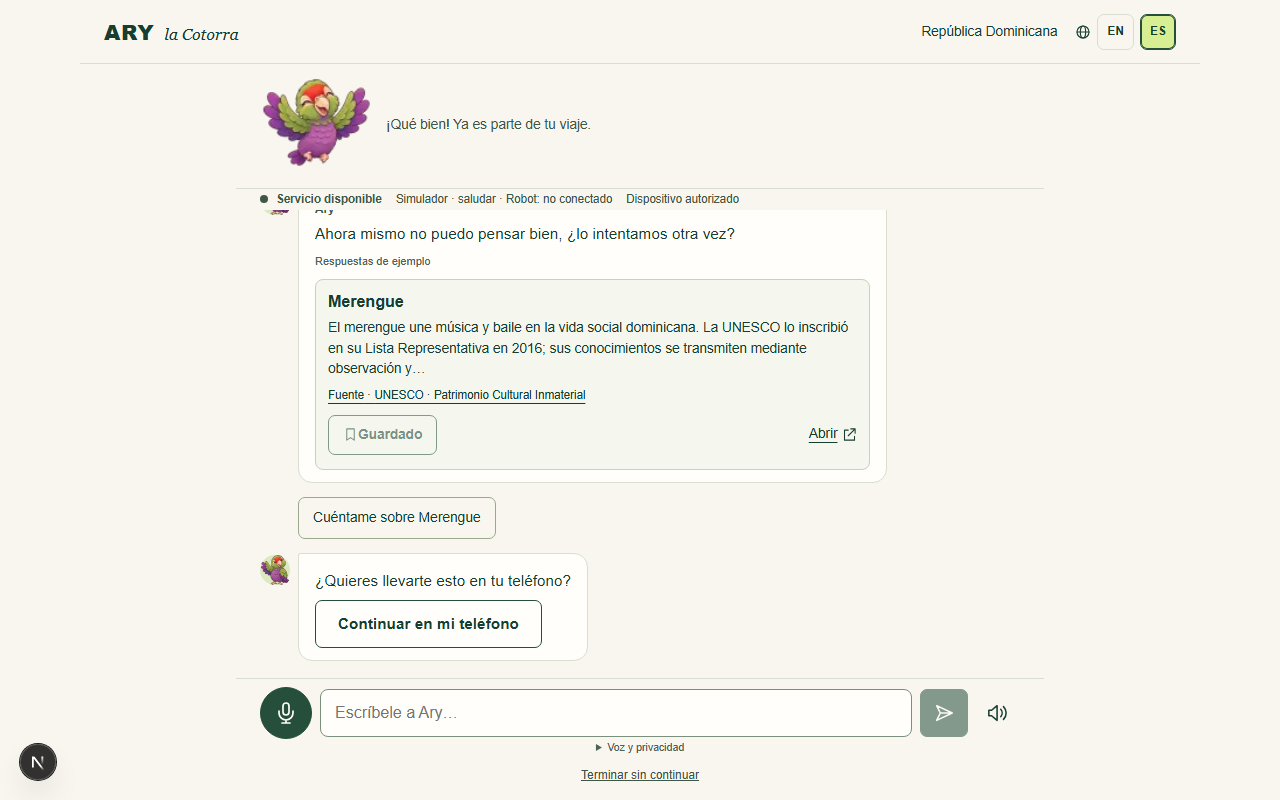 ARY la Cotorra
República Dominicana
EN
ES
¡Qué bien! Ya es parte de tu viaje.
Servicio disponible Simulador · saludar · Robot: no conectado Dispositivo autorizado
Ary
Ahora mismo no puedo pensar bien, ¿lo intentamos otra vez?
Respuestas de ejemplo
Merengue
El merengue une música y baile en la vida social dominicana. La UNESCO lo inscribió
en su Lista Representativa en 2016; sus conocimientos se transmiten mediante
observación y…
Fuente · UNESCO · Patrimonio Cultural Inmaterial
Guardado
Abrir
Cuéntame sobre Merengue
¿Quieres llevarte esto en tu teléfono?
Continuar en mi teléfono
Escríbele a Ary…
Voz y privacidad
Terminar sin continuar
N